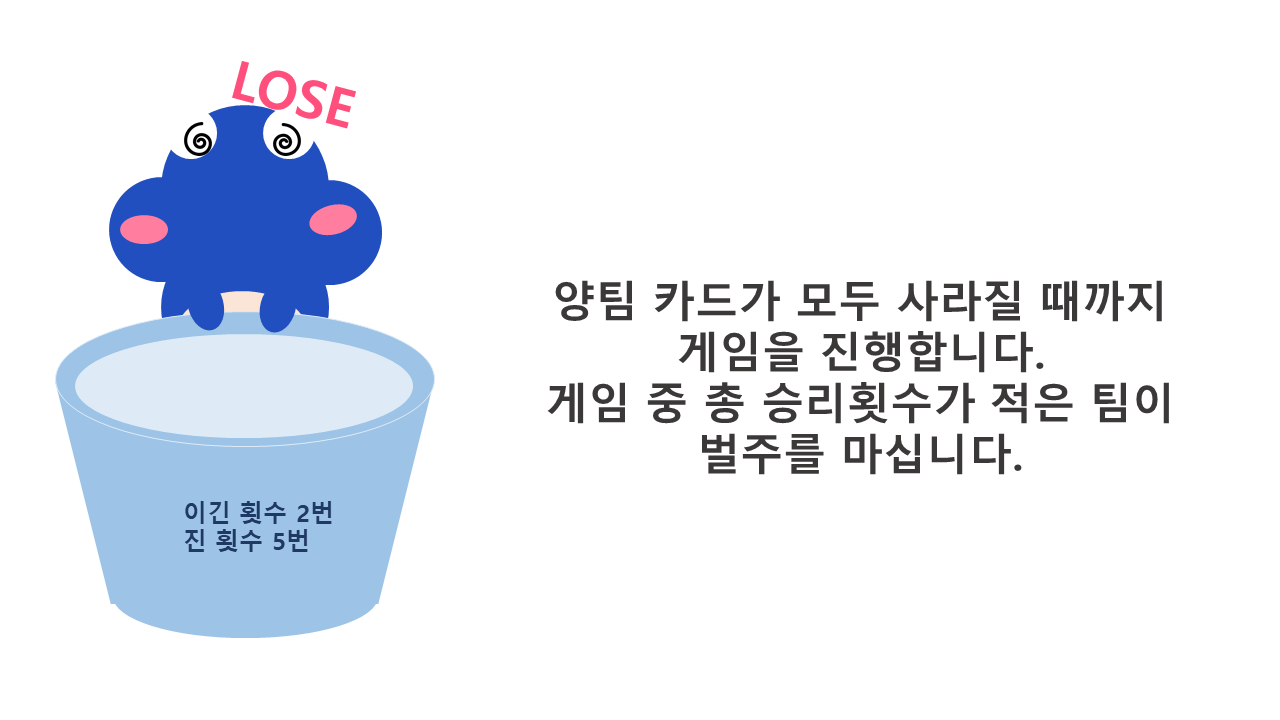 LOSE
양팀 카드가 모두 사라질 때까지
게임을 진행합니다.
게임 중 총 승리횟수가 적은 팀이
벌주를 마십니다.
이긴 횟수 2번
진 횟수 5번